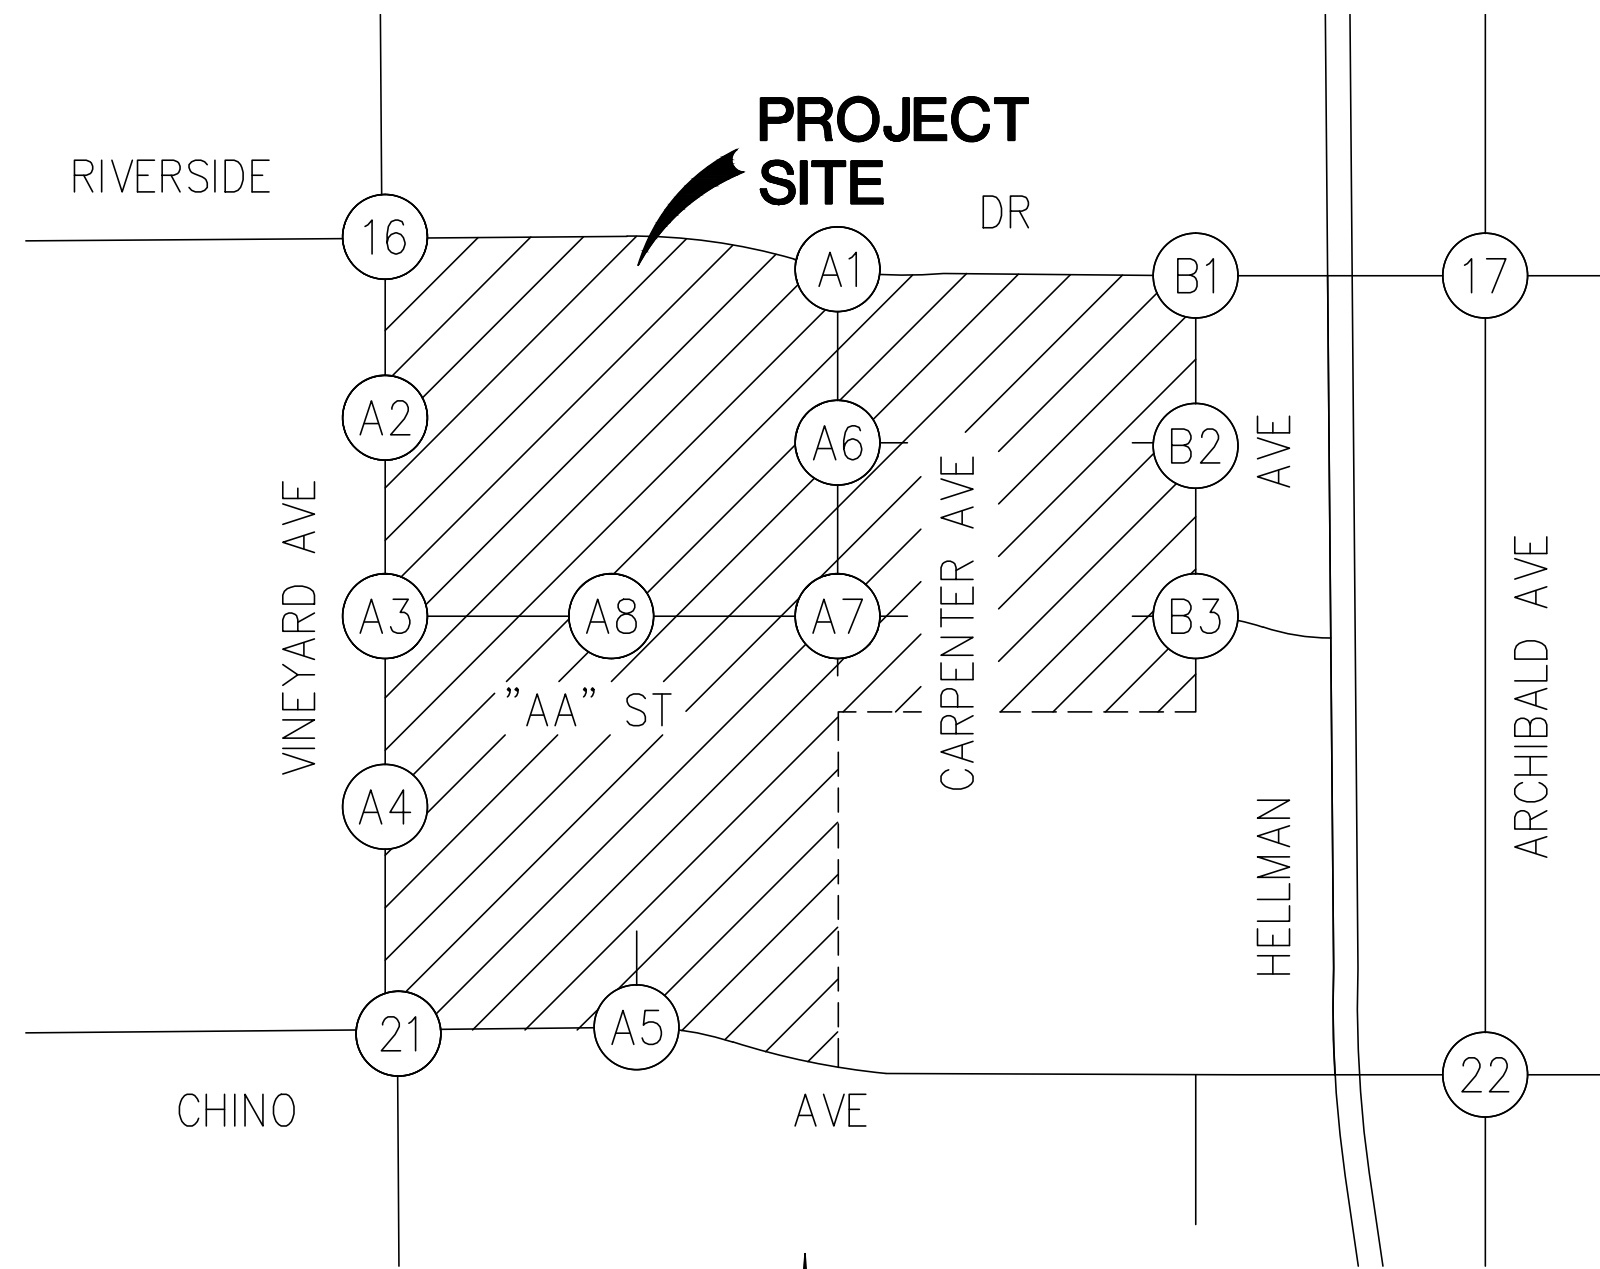 PROJECT
SITE
RIVERSIDE
DR
16
A1
B1
17
A2
A6
B2
AVE
VINEYARD AVE
CARPENTER AVE
ARCHIBALD AVE
A3
A8
A7
B3
"AA" ST
A4
HELLMAN
21
A5
22
CHINO
AVE